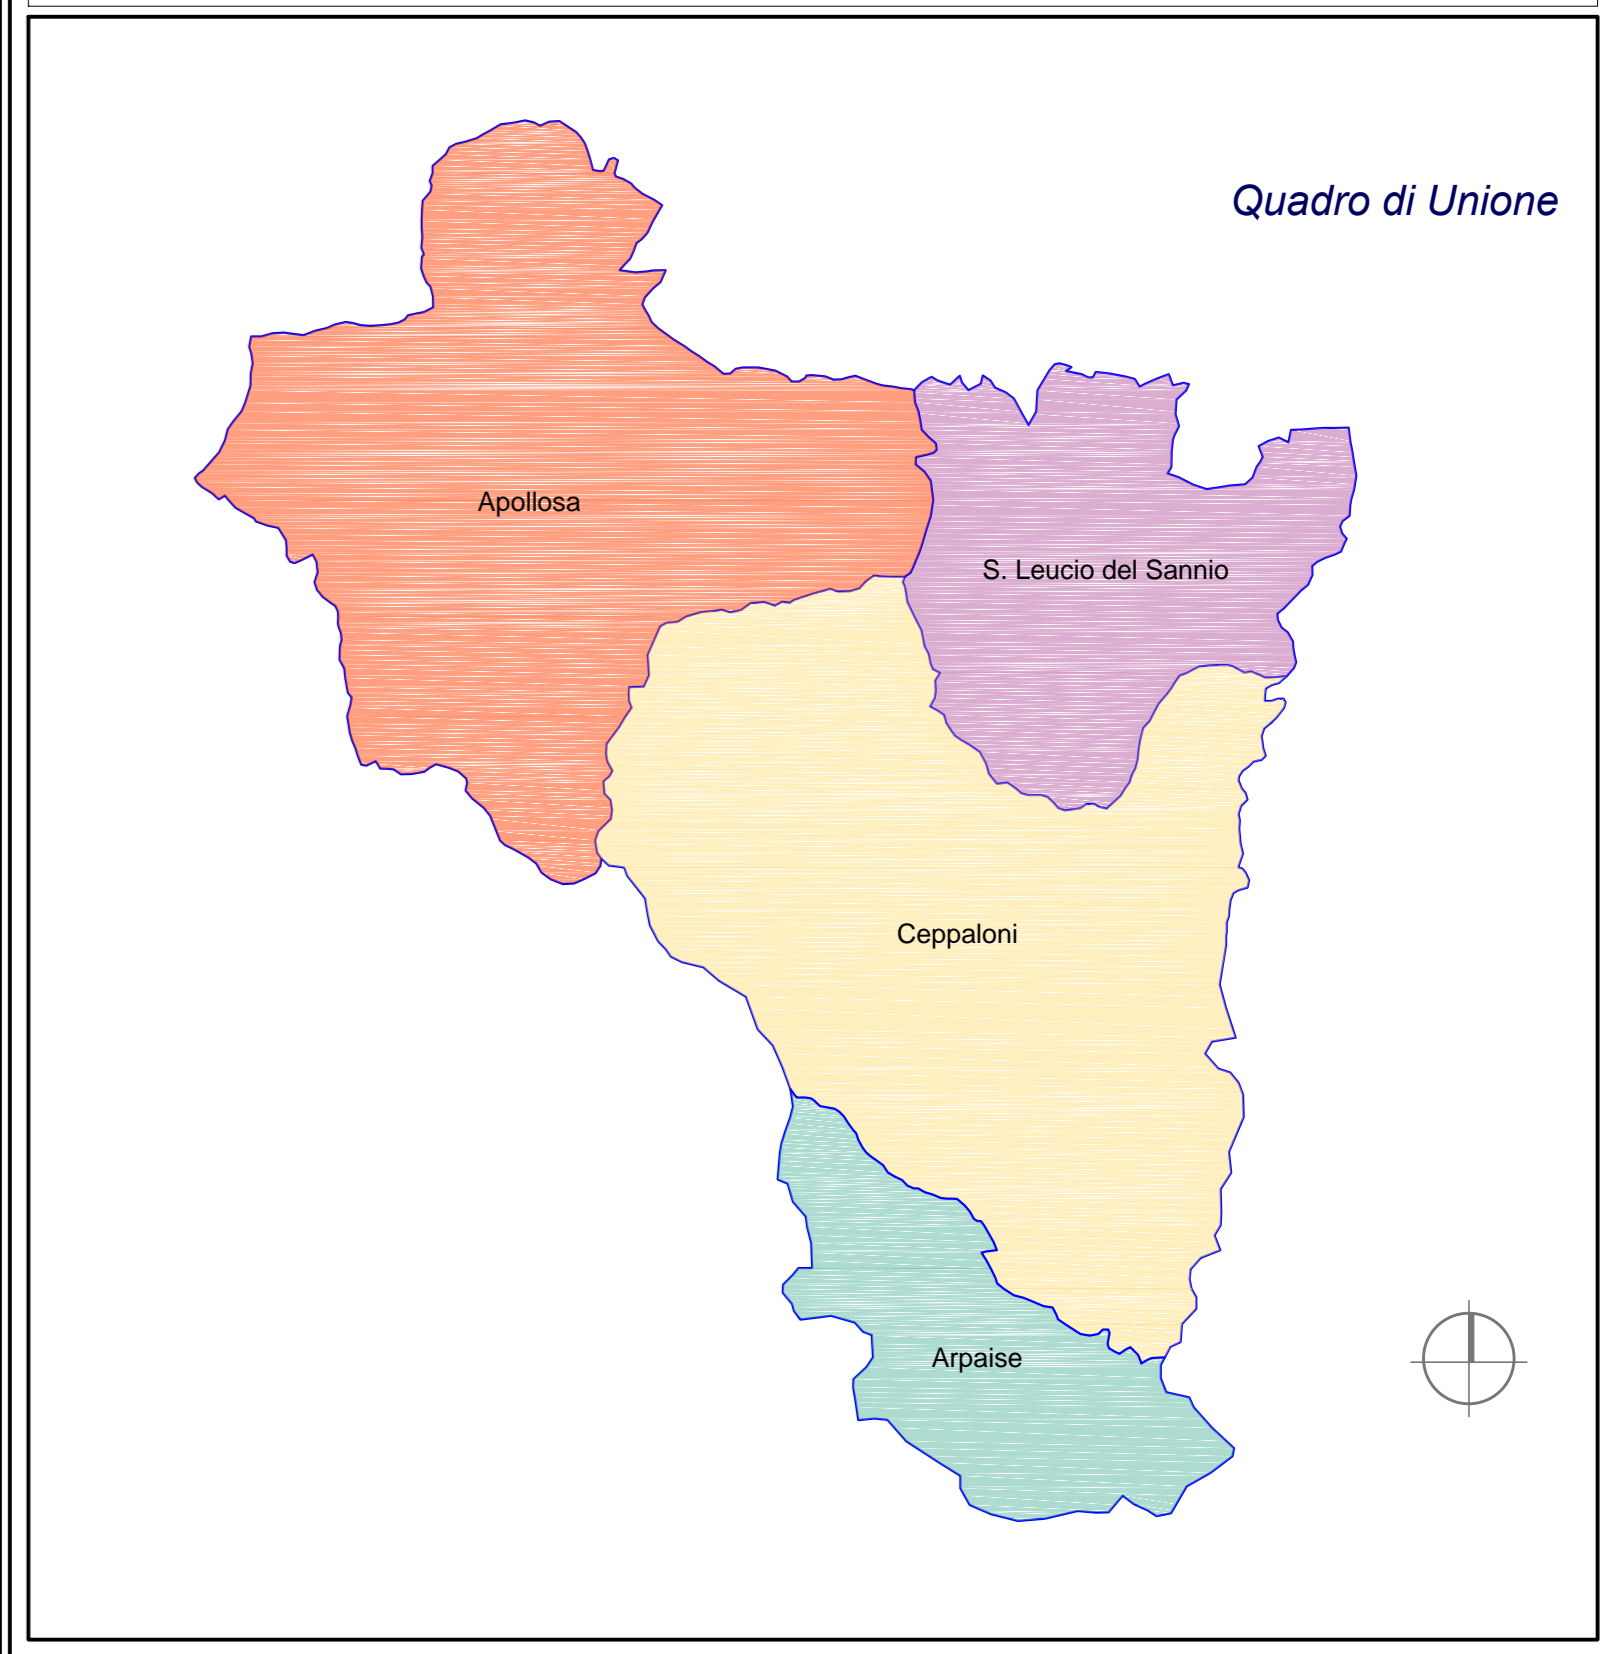 Quadro di Unione
Apollosa
S. Leucio del Sannio
Ceppaloni
Arpaise